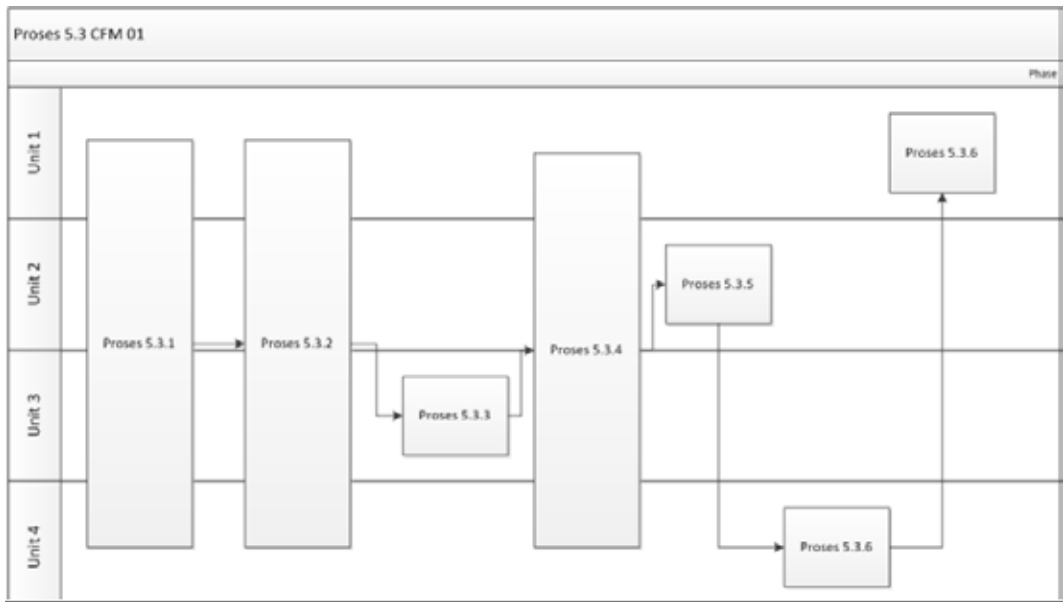 Proses 5.3 CFM 01
Phase
Unit 1
Proses 5.3.6
Unit 2
Proses 5.3.5
Proses 5.3.1
Proses 5.3.2
Proses 5.3.4
Unit 3
Proses 5.3.3
Unit 4
Proses 5.3.6